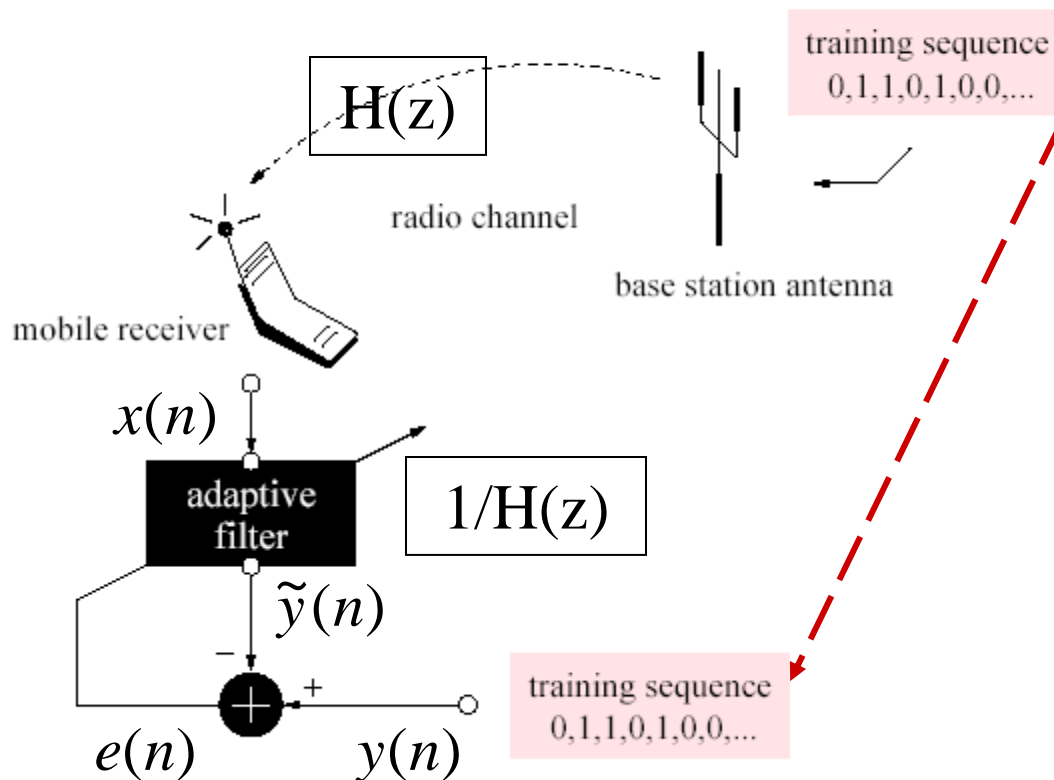 training sequence
0,1,1,0,1,0,0,...
H(z)
radio channel
base station antenna
mobile receiver
x(n)
adaptive
filter
1/H(z)
ỹ(n)
−
+
+
training sequence
0,1,1,0,1,0,0,...
e(n)
y(n)